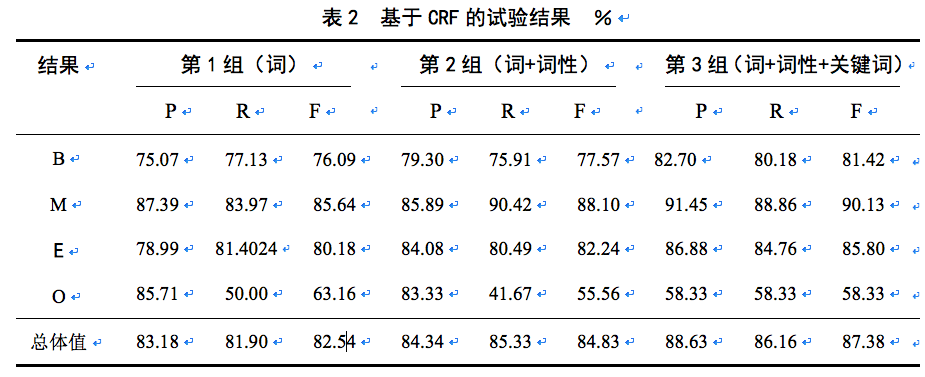 表 2 基于 CRF 的试验结果 %
结果 第 1 组（词） 第 2 组（词+词性） 第 3 组（词+词性+关键词）
P R F P R F P R F
B 75.07 77.13 76.09 79.30 75.91 77.57 82.70 80.18 81.42
M 87.39 83.97 85.64 85.89 90.42 88.10 91.45 88.86 90.13
E 78.99 81.4024 80.18 84.08 80.49 82.24 86.88 84.76 85.80
O 85.71 50.00 63.16 83.33 41.67 55.56 58.33 58.33 58.33
总体值 83.18 81.90 82.54 84.34 85.33 84.83 88.63 86.16 87.38